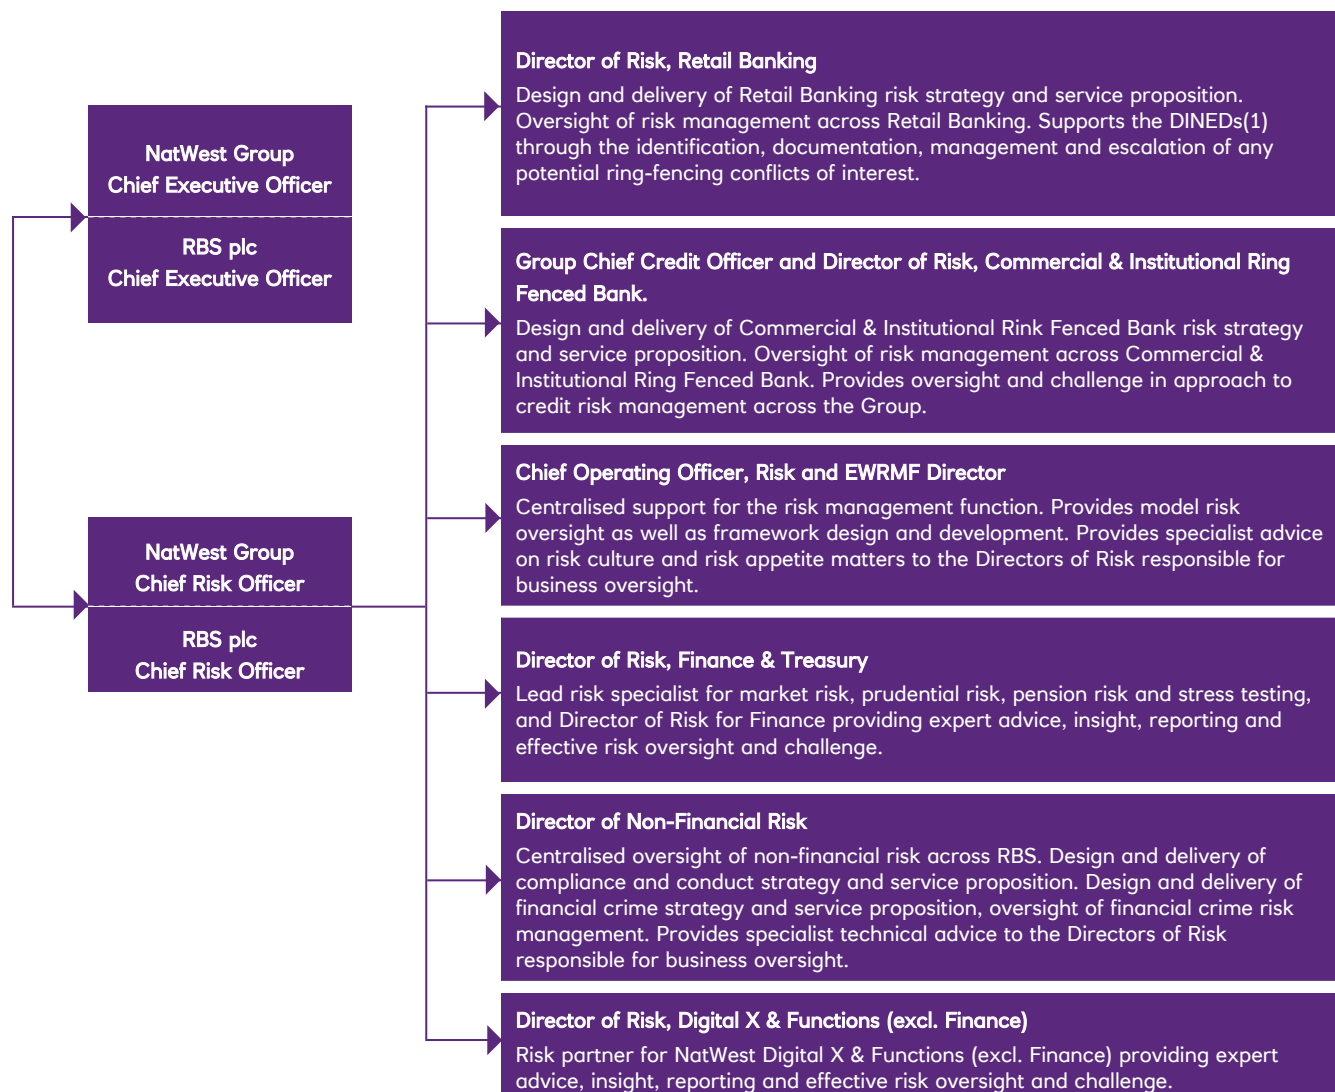 NatWest Group
Chief Executive Officer
RBS plc
Chief Executive Officer
NatWest Group
Chief Risk Officer
RBS plc
Chief Risk Officer
Director of Risk, Retail Banking
Design and delivery of Retail Banking risk strategy and service proposition.
Oversight of risk management across Retail Banking. Supports the DINEDs(1)
through the identification, documentation, management and escalation of any
potential ring-fencing conflicts of interest.
Group Chief Credit Officer and Director of Risk, Commercial & Institutional Ring
Fenced Bank.
Design and delivery of Commercial & Institutional Rink Fenced Bank risk strategy
and service proposition. Oversight of risk management across Commercial &
Institutional Ring Fenced Bank. Provides oversight and challenge in approach to
credit risk management across the Group.
Chief Operating Officer, Risk and EWRMF Director
Centralised support for the risk management function. Provides model risk
oversight as well as framework design and development. Provides specialist advice
on risk culture and risk appetite matters to the Directors of Risk responsible for
business oversight.
Director of Risk, Finance & Treasury
Lead risk specialist for market risk, prudential risk, pension risk and stress testing,
and Director of Risk for Finance providing expert advice, insight, reporting and
effective risk oversight and challenge.
Director of Non-Financial Risk
Centralised oversight of non-financial risk across RBS. Design and delivery of
compliance and conduct strategy and service proposition. Design and delivery of
financial crime strategy and service proposition, oversight of financial crime risk
management. Provides specialist technical advice to the Directors of Risk
responsible for business oversight.
Director of Risk, Digital X & Functions (excl. Finance)
Risk partner for NatWest Digital X & Functions (excl. Finance) providing expert
advice, insight, reporting and effective risk oversight and challenge.